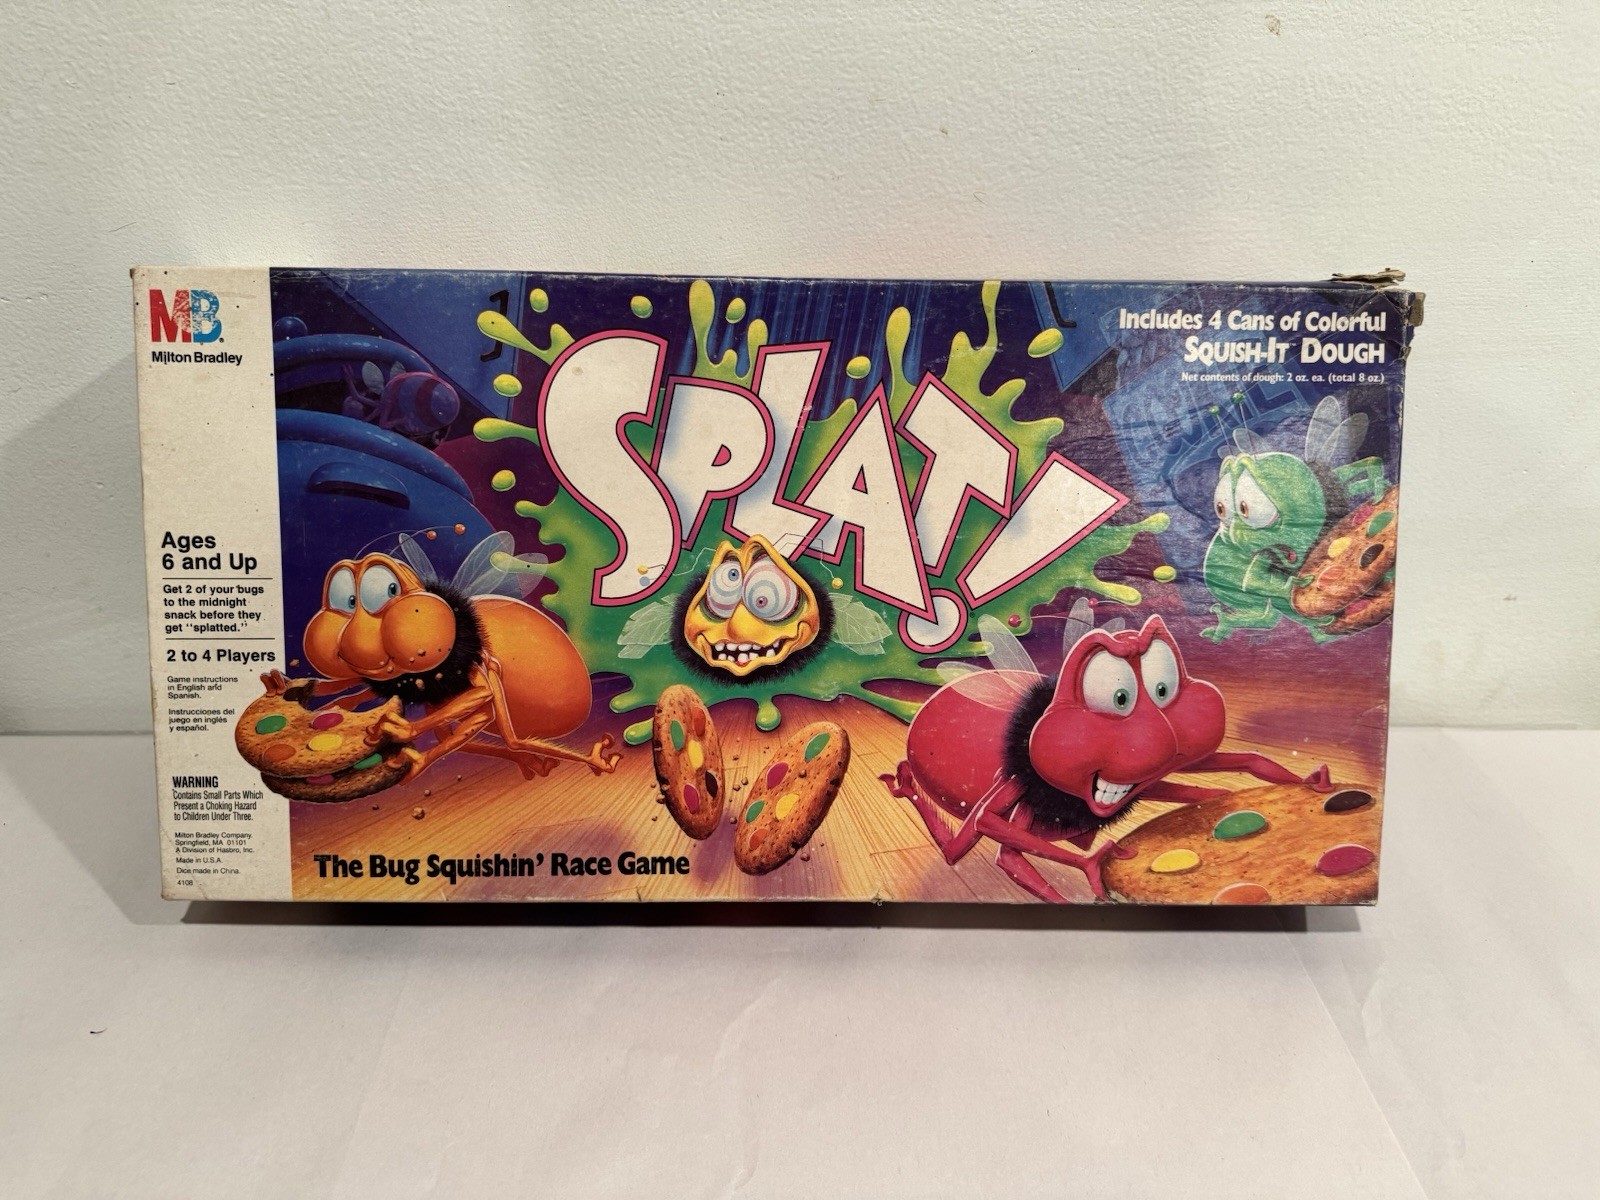 MB
Milton Bradley
Ages
6 and Up
Get 2 of your bugs
to the midnight
snack before they
get "splatted."
2 to 4 Players
Game instructions
in English and
Spanish.
Instrucciones del
juego en inglés
y español.
WARNING
Contains Small Parts Which
Present a Choking Hazard
to Children Under Three.
Milton Bradley Company
Springfield, MA 01101
A Division of Hasbro, Inc.
Made in U.S.A.
Dice made in China.
4108
SPLAT!
Includes 4 Cans of Colorful
SQUISH-IT™ DOUGH
Net contents of dough: 2 oz. ea. (total 8 oz.)
The Bug Squishin' Race Game